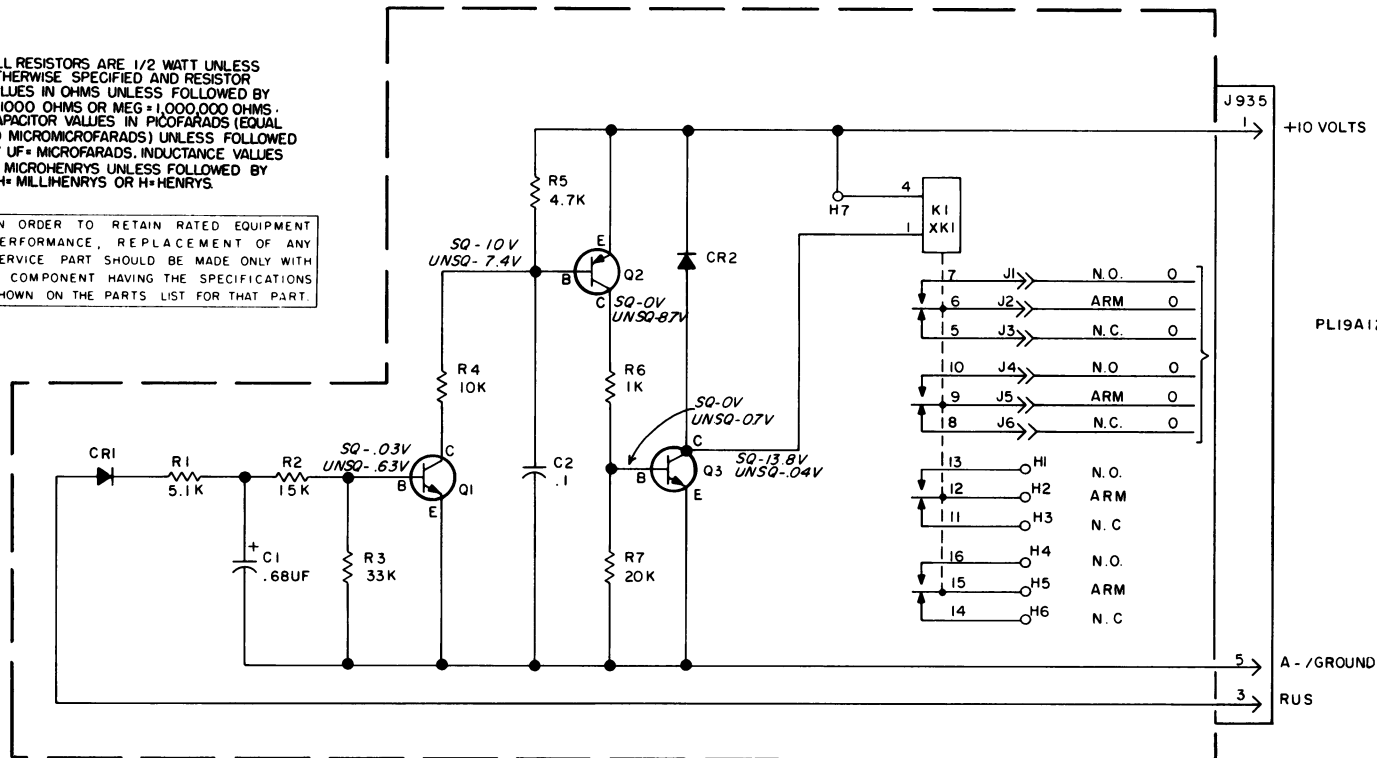 LL RESISTORS ARE 1/2 WATT UNLESS
THERWISE SPECIFIED AND RESISTOR
LUES IN OHMS UNLESS FOLLOWED BY
1000 OHMS OR MEG = 1,000,000 OHMS.
APACITOR VALUES IN PICOFARADS (EQUAL
O MICROMICROFARADS) UNLESS FOLLOWED
Y UF= MICROFARADS. INDUCTANCE VALUES
MICROHENRYS UNLESS FOLLOWED BY
H= MILLIHENRYS OR H=HENRYS.
N ORDER TO RETAIN RATED EQUIPMENT
ERFORMANCE, REPLACEMENT OF ANY
ERVICE PART SHOULD BE MADE ONLY WITH
COMPONENT HAVING THE SPECIFICATIONS
HOWN ON THE PARTS LIST FOR THAT PART.
J935
1 +10 VOLTS
R5
4.7K
SQ-10V
UNSQ-7.4V
E
B
C
Q2
SQ-0V
UNSQ-87V
CR2
H7
4
1
K1
XK1
7 J1 N.O. 0
6 J2 ARM 0
5 J3 N.C. 0
10 J4 N.O 0
9 J5 ARM 0
8 J6 N.C. 0
PL19A12
13 H1 N.O.
12 H2 ARM
11 H3 N.C
16 H4 N.O.
15 H5 ARM
14 H6 N.C
R4
10K
R6
1K
SQ-0V
UNSQ-07V
C
B
E
Q3
SQ-13.8V
UNSQ-.04V
CR1
R1
5.1K
R2
15K
SQ-.03V
UNSQ-.63V
C
B
E
Q1
C2
.1
+
C1
.68UF
R3
33K
R7
20K
5 A-/GROUND
3 RUS